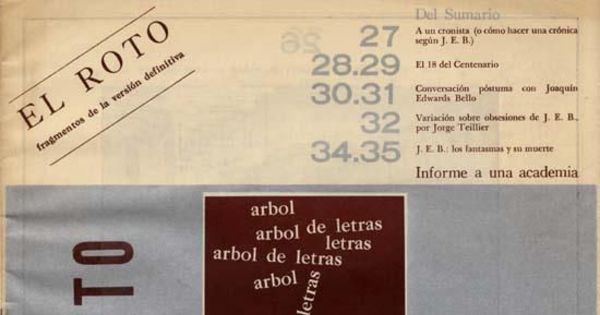 EL ROTO
fragmentos de la versión definitiva
Del Sumario
27
A un cronista (o cómo hacer una crónica
según J. E. B.)
28.29
El 18 del Centenario
30.31
Conversación póstuma con Joaquín
Edwards Bello
32
Variación sobre obsesiones de J. E. B.,
por Jorge Teillier
34.35
J. E. B.: los fantasmas y su muerte
Informe a una academia
TO
arbol
arbol de letras
letras
arbol de letras
arbol
letras